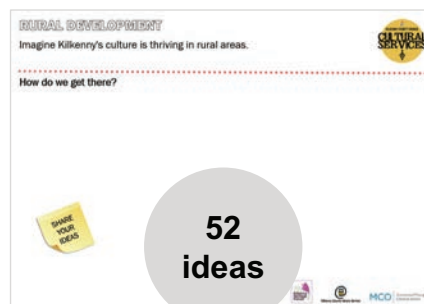 RURAL DEVELOPMENT
Imagine Kilkenny's culture is thriving in rural areas.
CULTURAL
SERVICES
How do we get there?
SHARE
YOUR
IDEAS
52
ideas
MCO